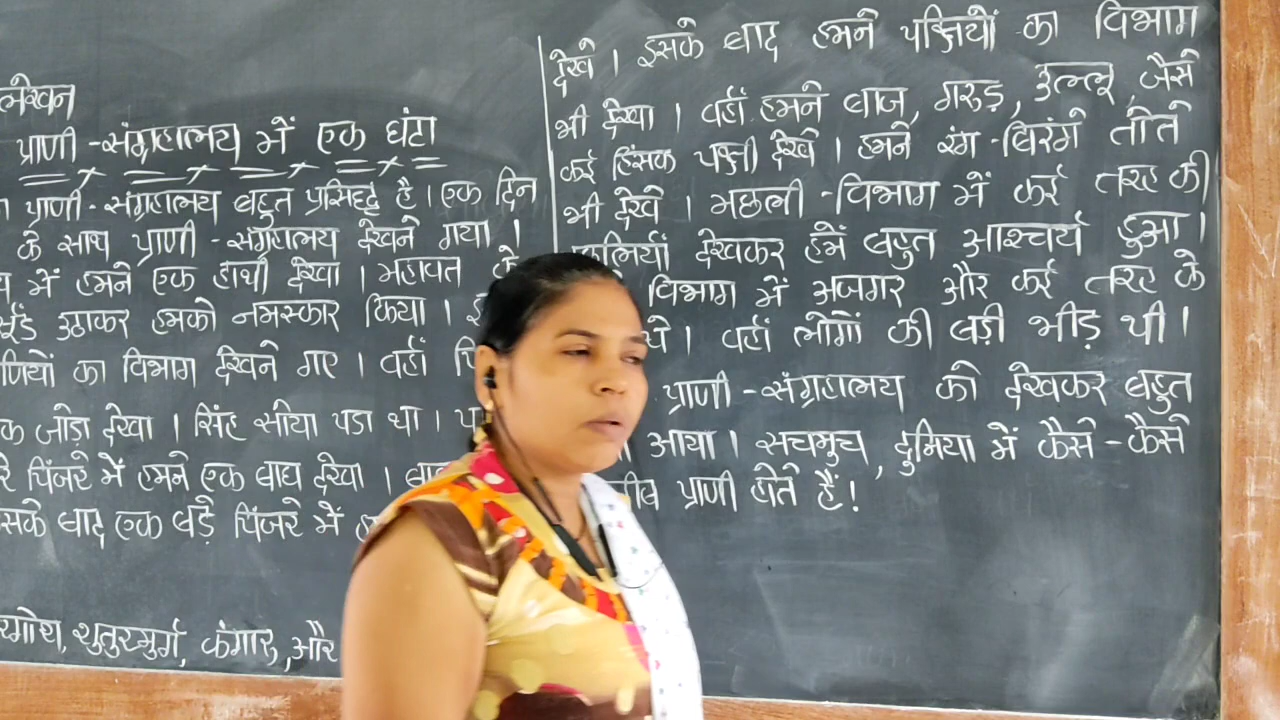 लेखन
प्राणी-संग्रहालय में एक घंटा
प्राणी-संग्रहालय बहुत प्रसिद्ध है। एक दिन
के साथ प्राणी-संग्रहालय देखने गया।
में हमने एक हाथी देखा। महावत के
उठाकर हमको नमस्कार किया।
का विभाग देखने गए। वहाँ
जोड़ा देखा। सिंह सोया पडा था।
पिंजरे में हमने एक बाघ देखा।
बाद एक बड़े पिंजरे में
शुतुरमुर्ग, कंगारू, और
देखे। इसके बाद हमने पक्षियों का विभाग
भी देखा। वहाँ हमने बाज, गरुड़, उल्लू, जैसे
कई हिंसक पक्षी देखे। हमने रंग-बिरंगे तोते
भी देखे। मछली-विभाग में कई तरह की
देखकर हमें बहुत आश्चर्य हुआ।
विभाग में अजगर और कई तरह के
वहाँ लोगों की बड़ी भीड़ थी।
प्राणी-संग्रहालय को देखकर बहुत
आया। सचमुच, दुनिया में कैसे-कैसे
प्राणी होते हैं!